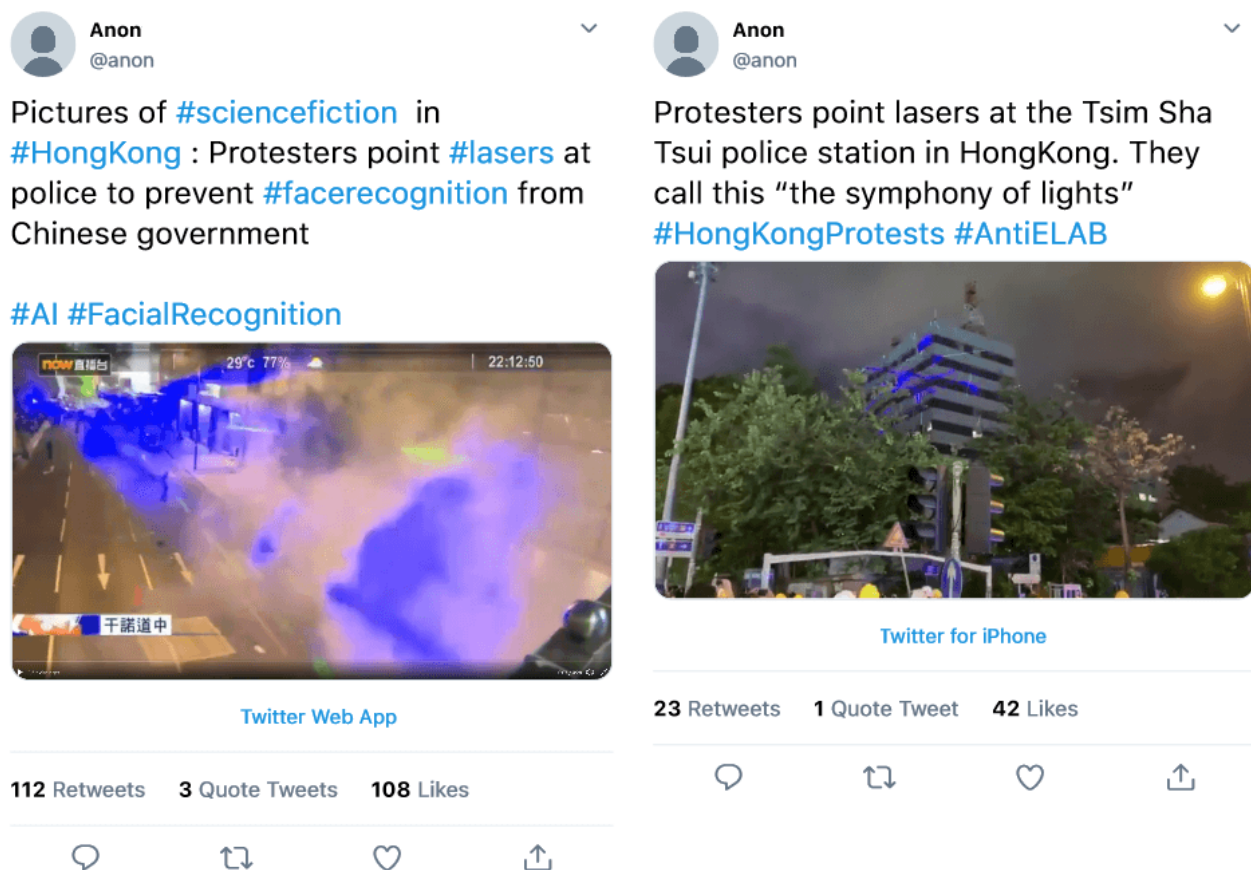 Anon
@anon
Pictures of #sciencefiction in
#HongKong : Protesters point #lasers at
police to prevent #facerecognition from
Chinese government
#AI #FacialRecognition
now直播台
29°c 77%
22:12:50
干諾道中
Twitter Web App
112 Retweets 3 Quote Tweets 108 Likes
Anon
@anon
Protesters point lasers at the Tsim Sha
Tsui police station in HongKong. They
call this “the symphony of lights”
#HongKongProtests #AntiELAB
Twitter for iPhone
23 Retweets 1 Quote Tweet 42 Likes